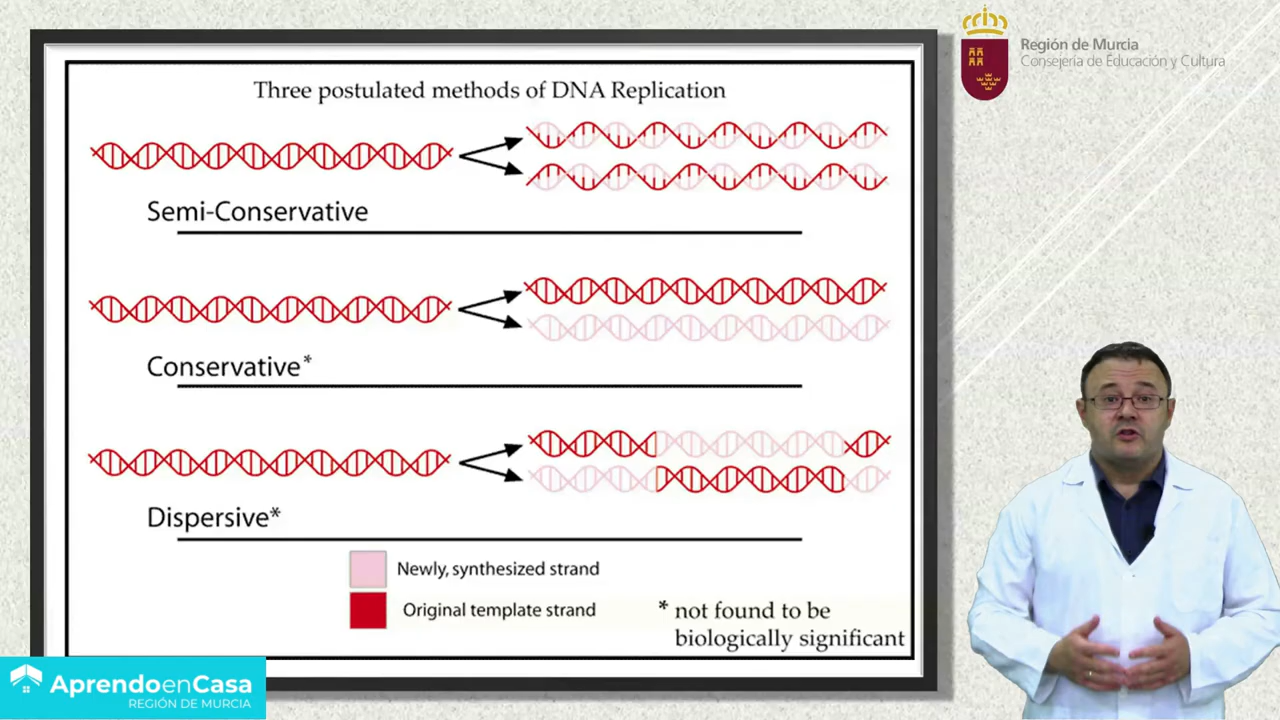 Three postulated methods of DNA Replication
Semi-Conservative
Conservative*
Dispersive*
Newly, synthesized strand
Original template strand
* not found to be
biologically significant
Región de Murcia
Consejería de Educación y Cultura
AprendoenCasa
REGIÓN DE MURCIA